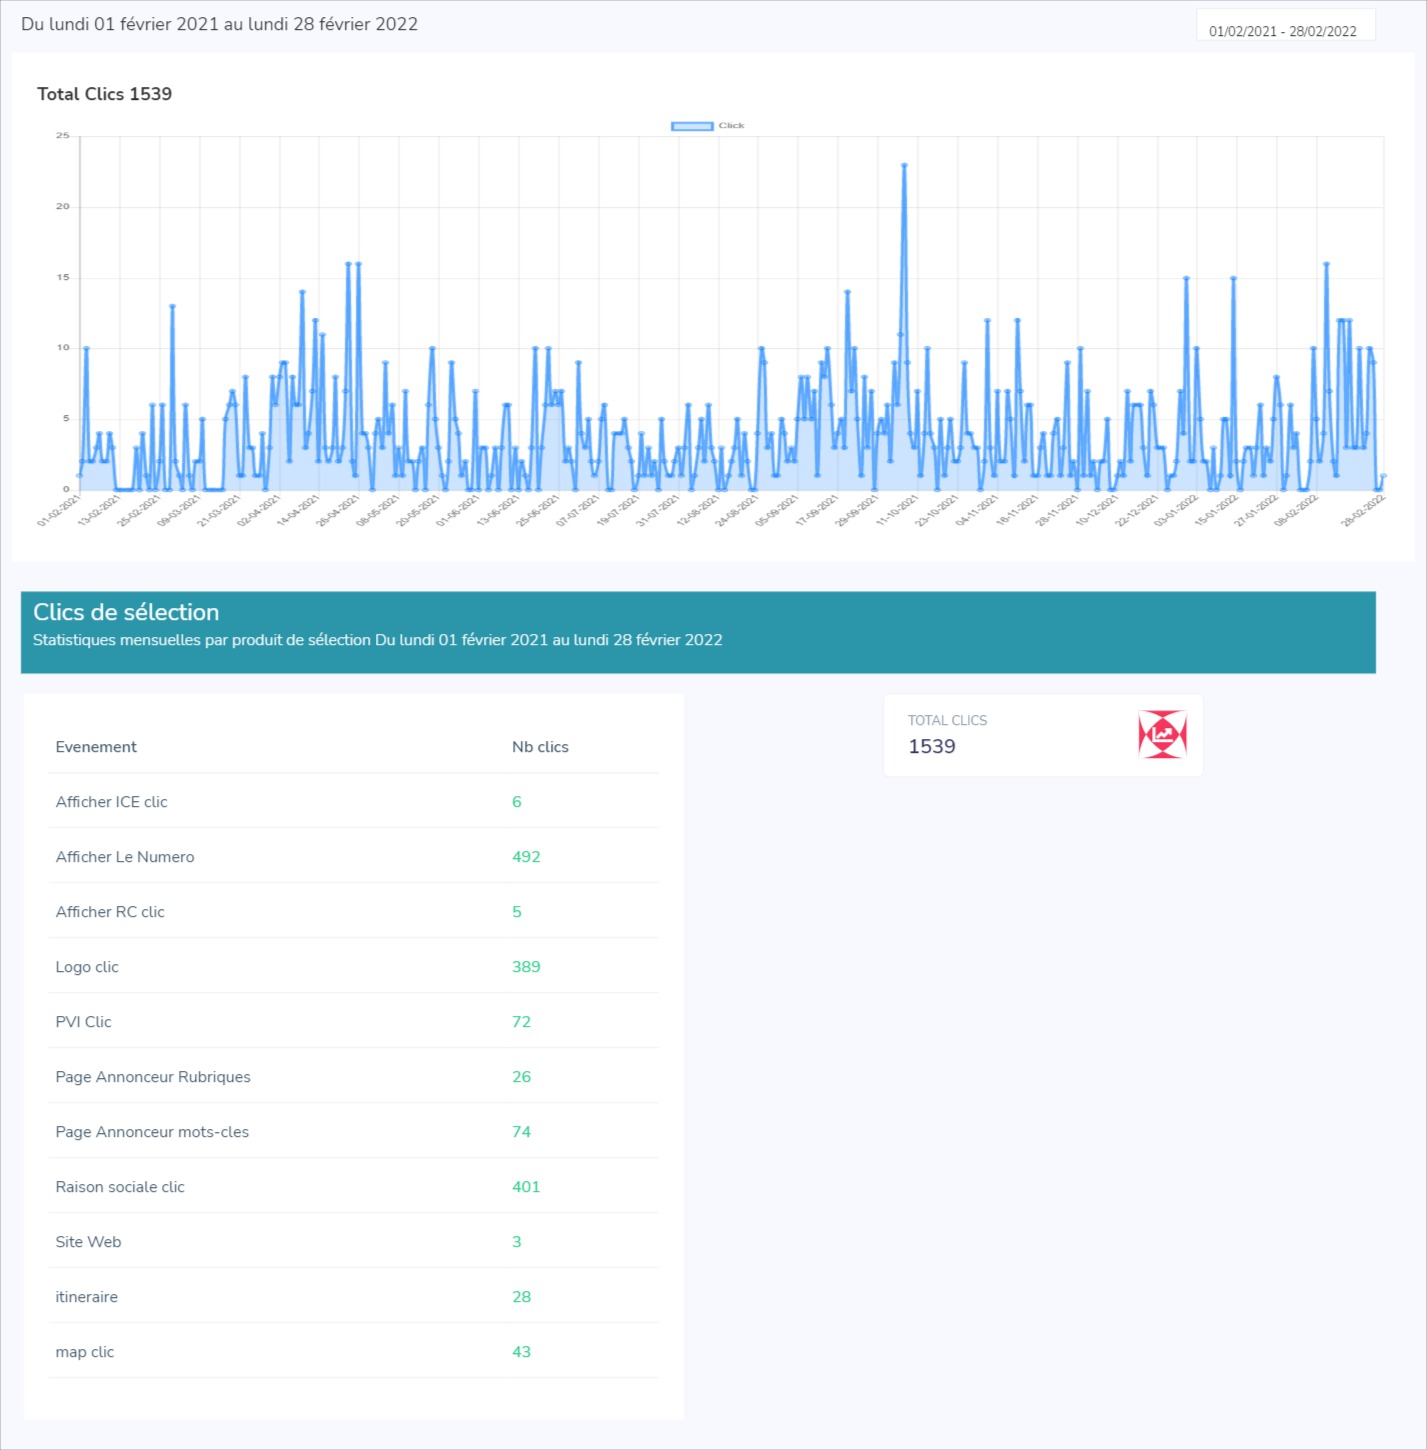 Du lundi 01 février 2021 au lundi 28 février 2022
01/02/2021 - 28/02/2022
Total Clics 1539
Click
25
20
15
10
5
0
01-02-2021
13-02-2021
25-02-2021
09-03-2021
21-03-2021
02-04-2021
14-04-2021
26-04-2021
08-05-2021
20-05-2021
01-06-2021
13-06-2021
25-06-2021
07-07-2021
19-07-2021
31-07-2021
12-08-2021
24-08-2021
05-09-2021
17-09-2021
29-09-2021
11-10-2021
23-10-2021
04-11-2021
16-11-2021
28-11-2021
10-12-2021
22-12-2021
03-01-2022
15-01-2022
27-01-2022
08-02-2022
28-02-2022
Clics de sélection
Statistiques mensuelles par produit de sélection Du lundi 01 février 2021 au lundi 28 février 2022
TOTAL CLICS
1539
Evenement Nb clics
Afficher ICE clic 6
Afficher Le Numero 492
Afficher RC clic 5
Logo clic 389
PVI Clic 72
Page Annonceur Rubriques 26
Page Annonceur mots-cles 74
Raison sociale clic 401
Site Web 3
itineraire 28
map clic 43